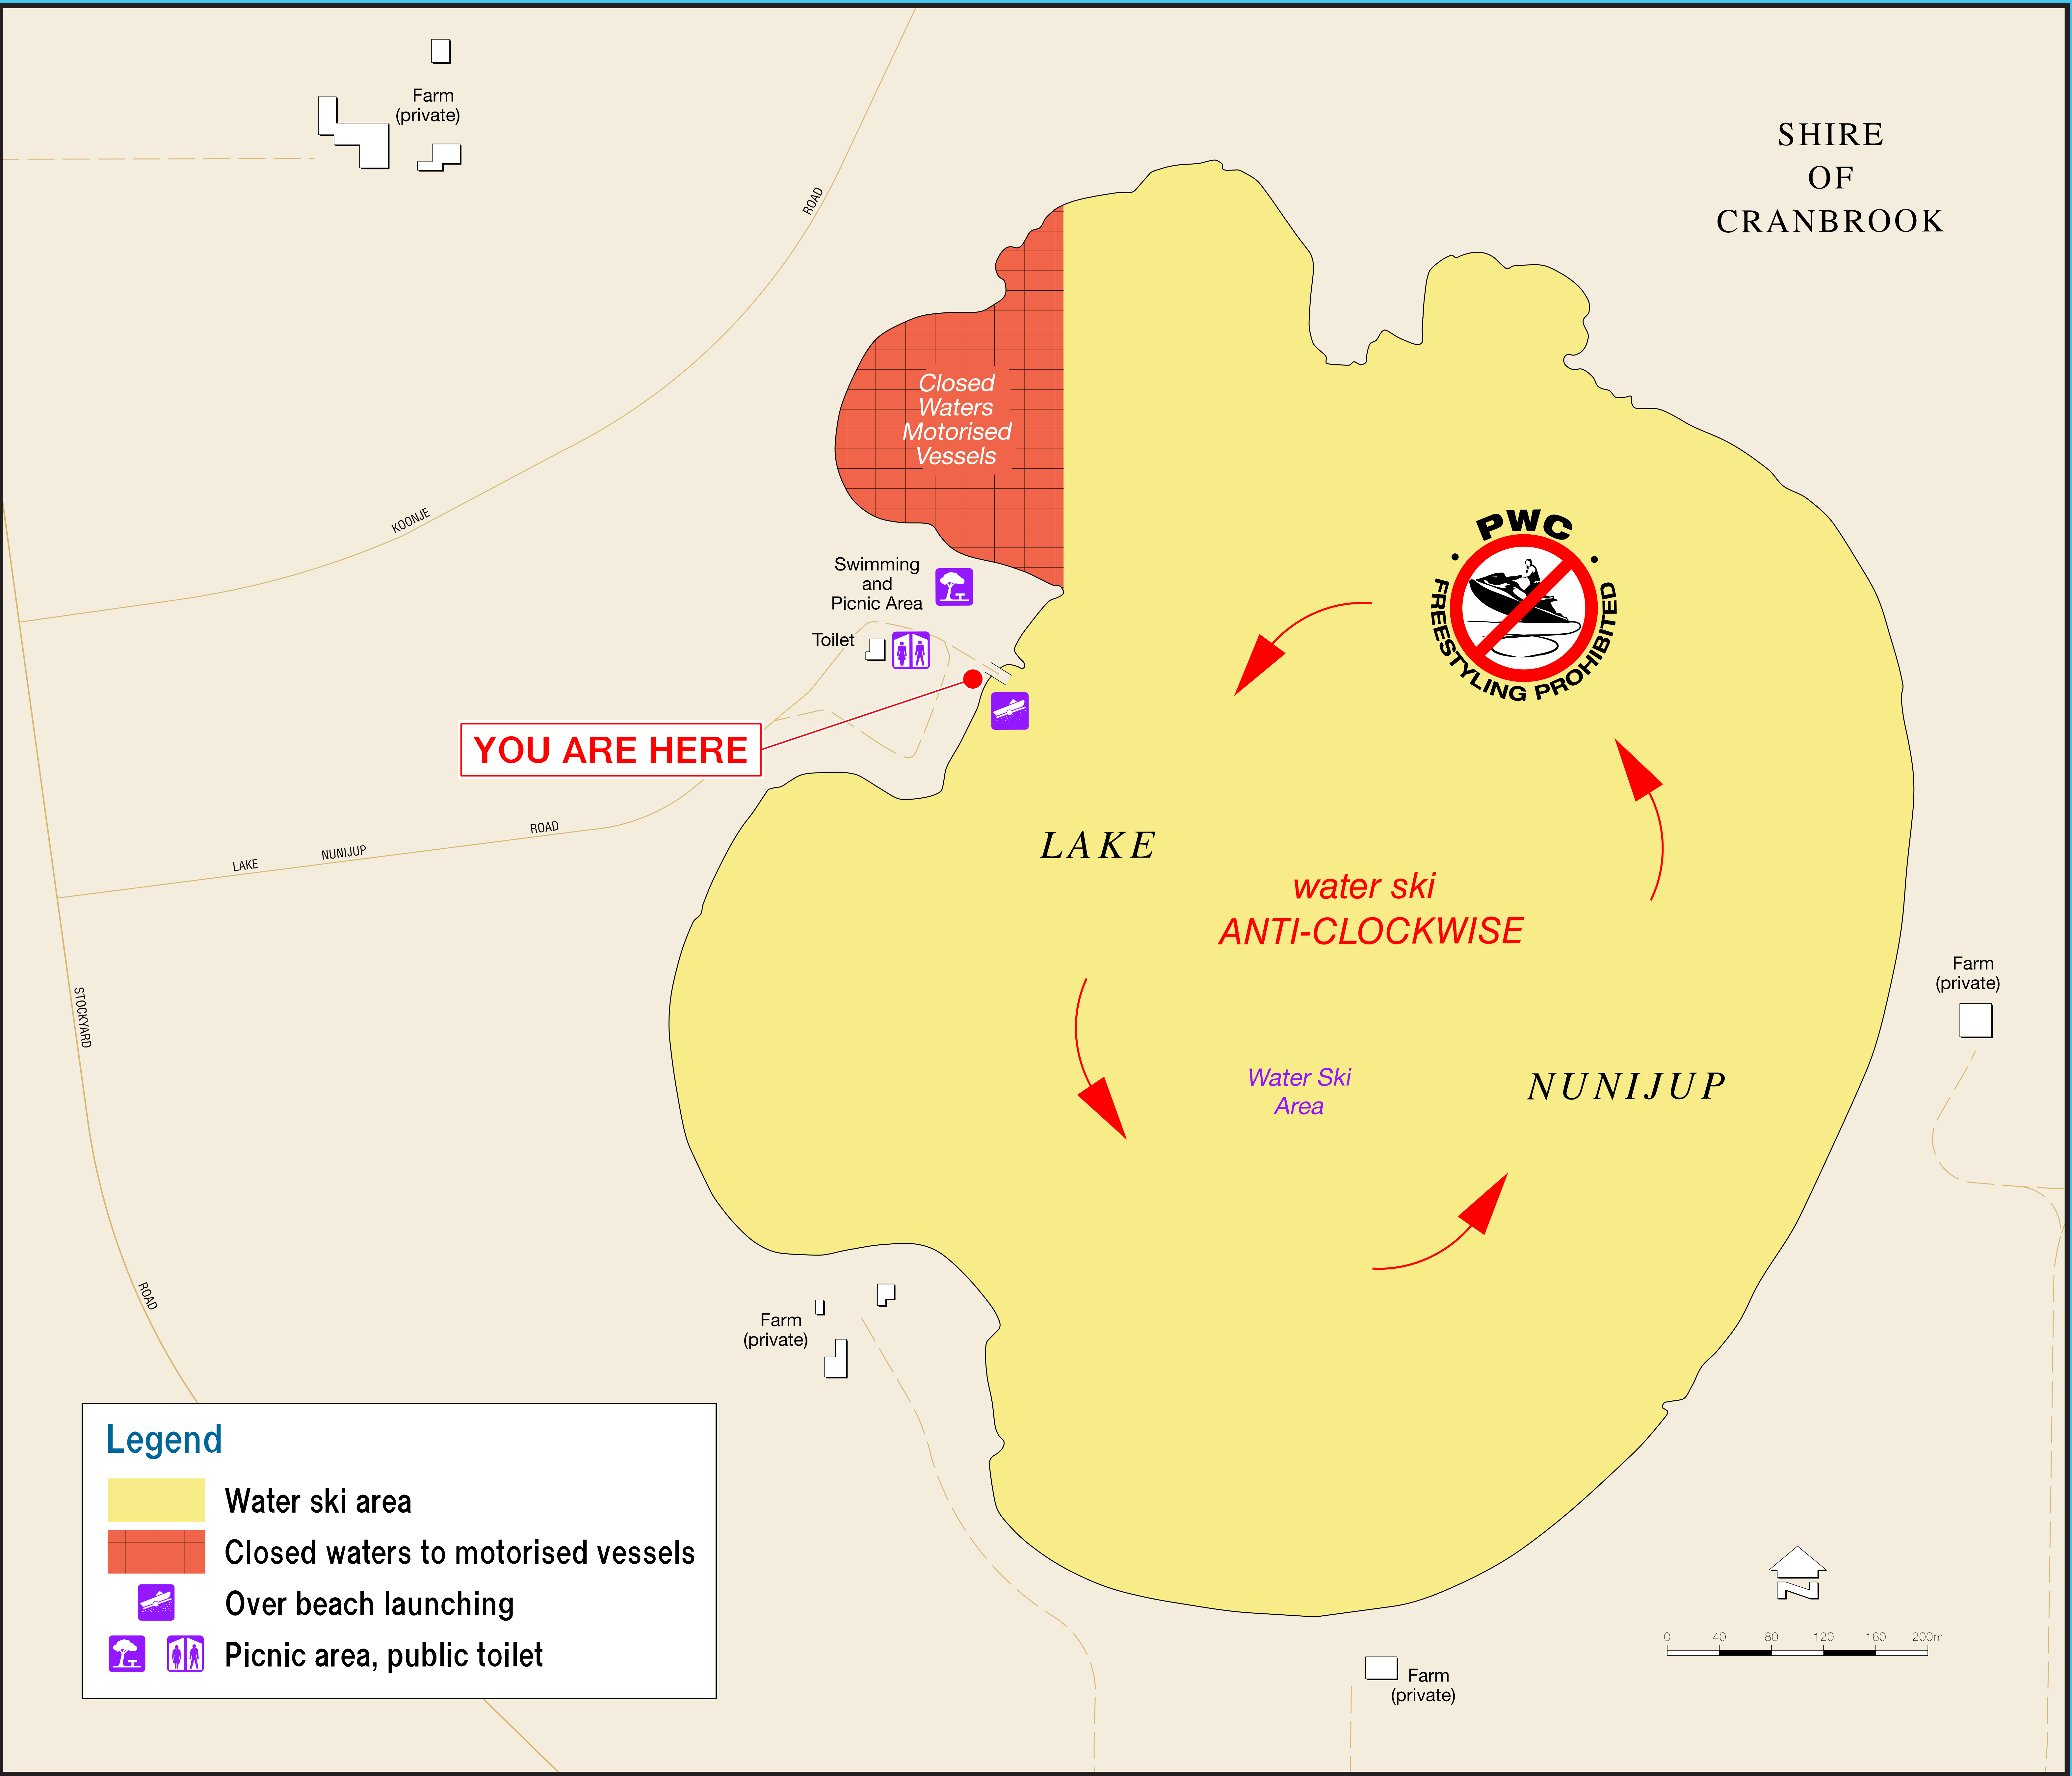 Farm
(private)
SHIRE
OF
CRANBROOK
ROAD
KOONJE
Closed
Waters
Motorised
Vessels
PWC
FREESTYLING PROHIBITED
Swimming
and
Picnic Area
Toilet
YOU ARE HERE
LAKE NUNIJUP ROAD
LAKE
water ski
ANTI-CLOCKWISE
Farm
(private)
STOCKYARD
ROAD
Water Ski
Area
NUNIJUP
Farm
(private)
Legend
Water ski area
Closed waters to motorised vessels
Over beach launching
Picnic area, public toilet
N
0 40 80 120 160 200m
Farm
(private)